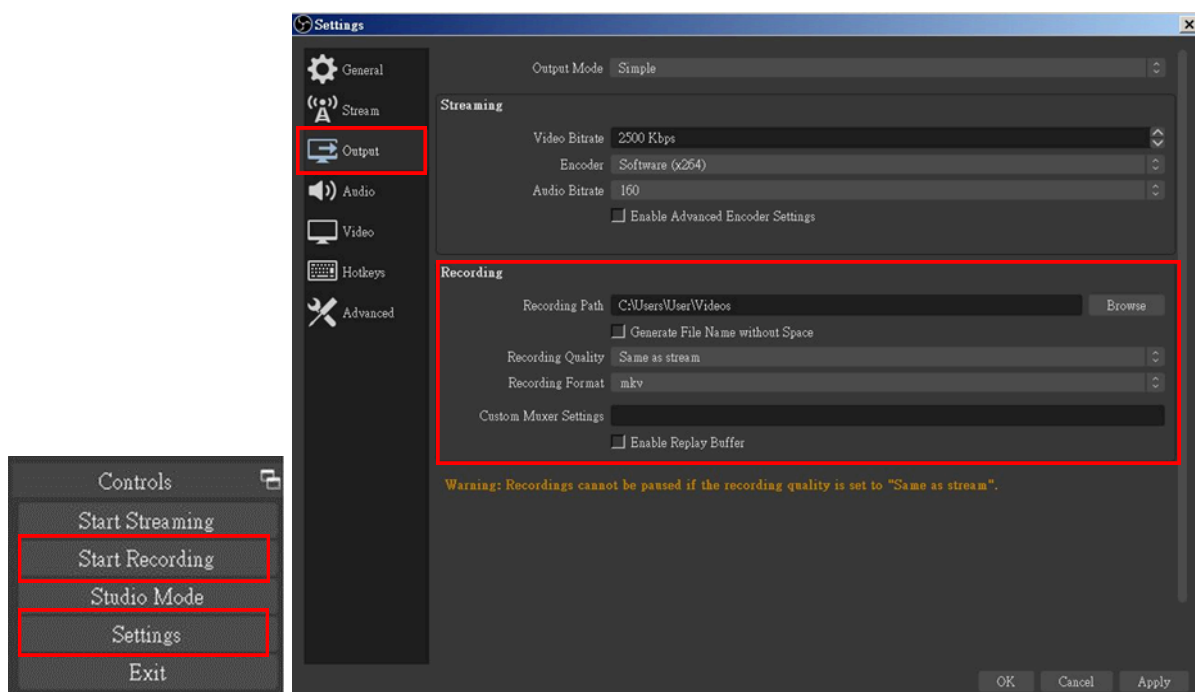 Settings
General
Stream
Output
Audio
Video
Hotkeys
Advanced
Output Mode Simple
Streaming
Video Bitrate 2500 Kbps
Encoder Software (x264)
Audio Bitrate 160
Enable Advanced Encoder Settings
Recording
Recording Path C:\Users\User\Videos Browse
Generate File Name without Space
Recording Quality Same as stream
Recording Format mkv
Custom Muxer Settings
Enable Replay Buffer
Warning: Recordings cannot be paused if the recording quality is set to "Same as stream".
OK Cancel Apply
Controls
Start Streaming
Start Recording
Studio Mode
Settings
Exit